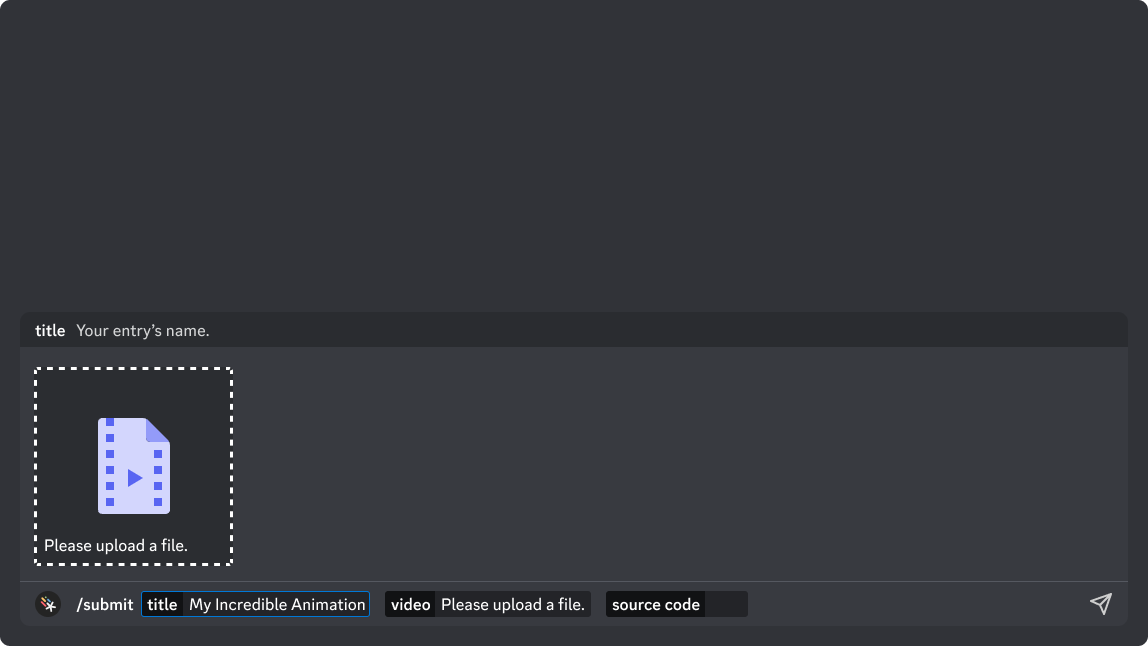 title Your entry’s name.
Please upload a file.
/submit title My Incredible Animation video Please upload a file. source code